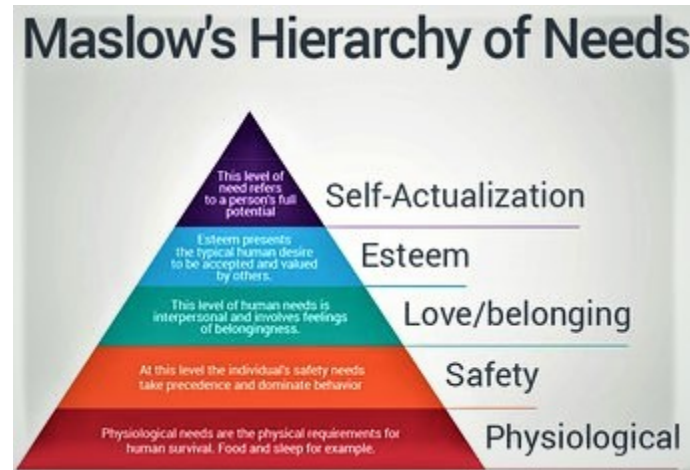 Maslow's Hierarchy of Needs
This level of
need refers
to a person's full
potential
Self-Actualization
Esteem presents
the typical human desire
to be accepted and valued
by others.
Esteem
This level of human needs is
interpersonal and involves feelings
of belongingness.
Love/belonging
At this level the individual's safety needs
take precedence and dominate behavior
Safety
Physiological needs are the physical requirements for
human survival. Food and sleep for example.
Physiological